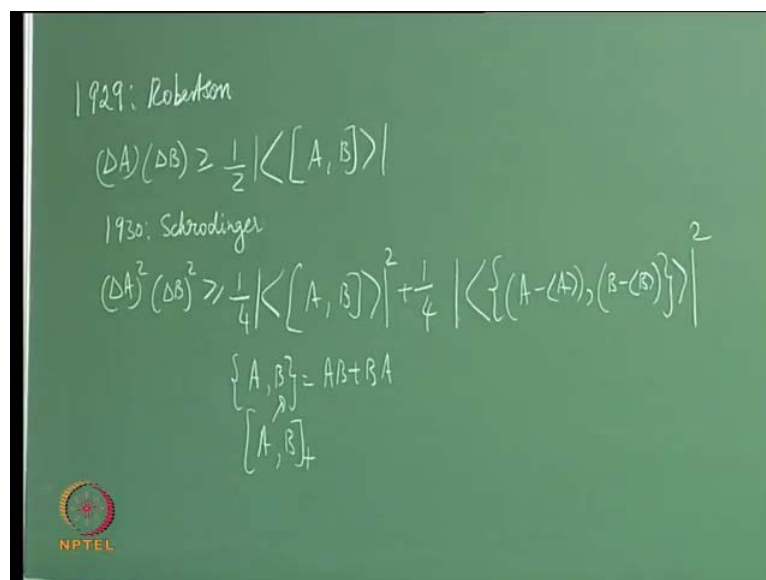 1929: Robertson
(ΔA)(ΔB) ≥ 1/2 |<[A, B]>|
1930: Schrodinger
(ΔA)² (ΔB)² ≥ 1/4 |<[A, B]>|² + 1/4 |<{(A-<A>), (B-<B>)}>|²
{A, B} = AB+BA
[A, B]₊
NPTEL